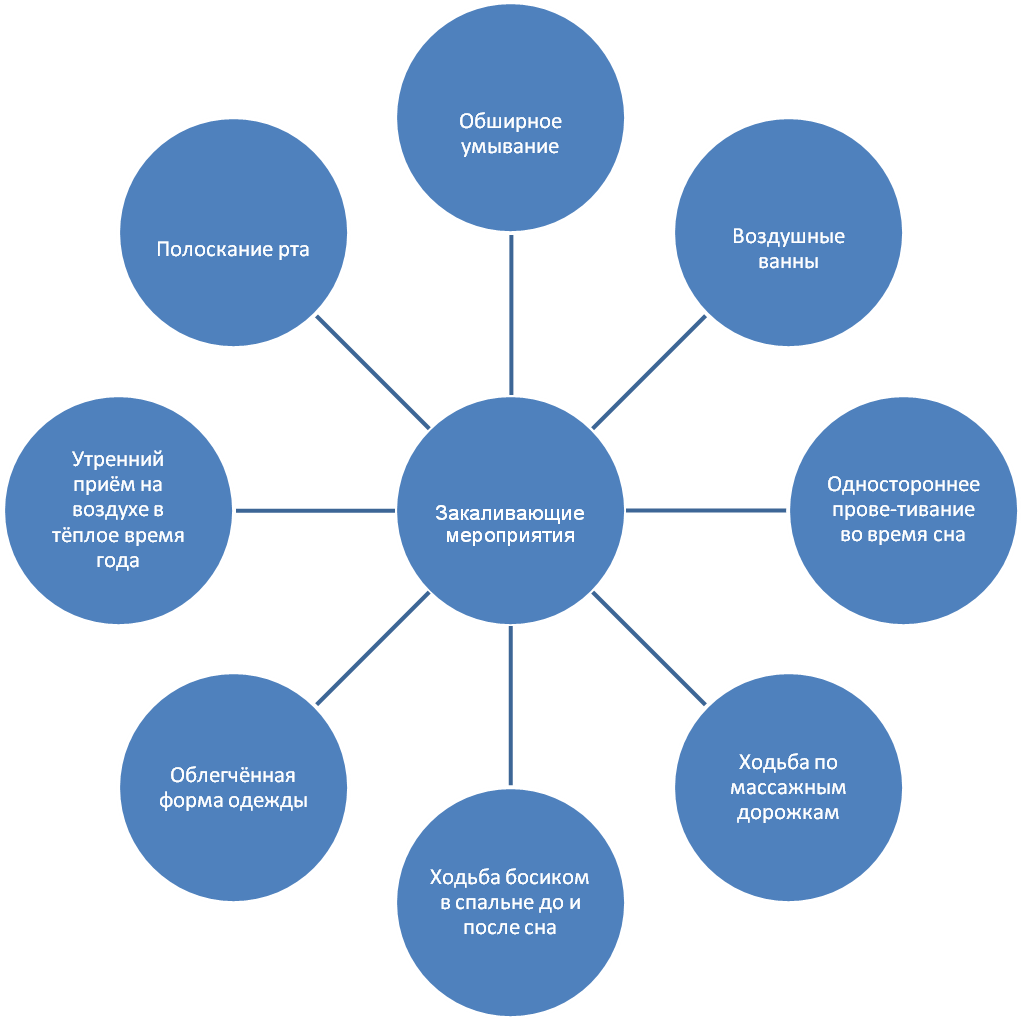 Обширное
умывание
Воздушные
ванны
Одностороннее
прове-тивание
во время сна
Ходьба по
массажным
дорожкам
Ходьба босиком
в спальне до и
после сна
Облегчённая
форма одежды
Утренний
приём на
воздухе в
тёплое время
года
Полоскание рта
Закаливающие
мероприятия